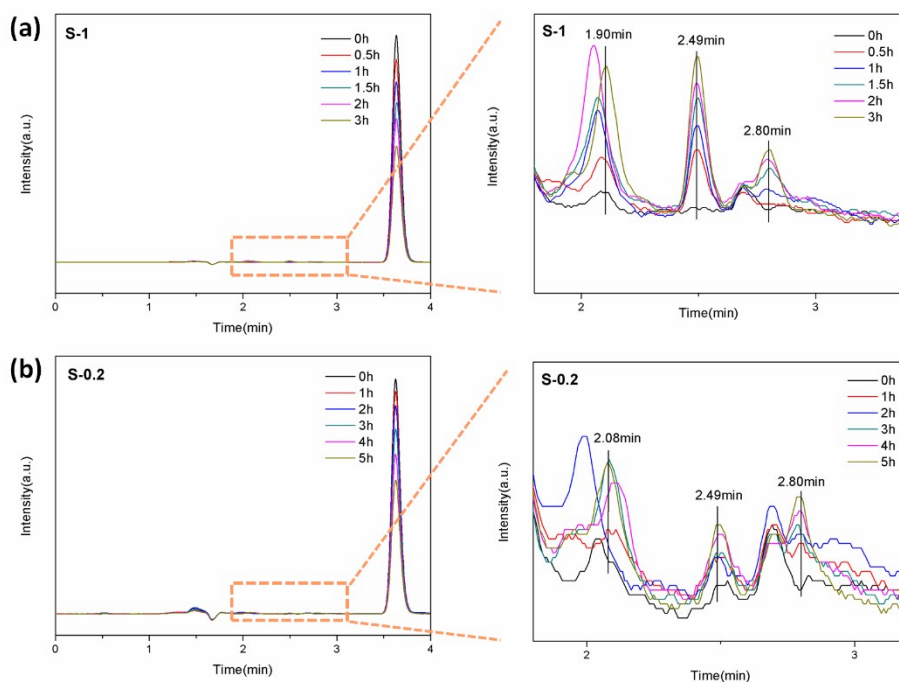 (a)
S-1
0h
0.5h
1h
1.5h
2h
3h
Intensity(a.u.)
0 1 2 3 4
Time(min)
S-1
1.90min
2.49min
2.80min
0h
0.5h
1h
1.5h
2h
3h
Intensity(a.u.)
2 3
Time(min)
(b)
S-0.2
0h
1h
2h
3h
4h
5h
Intensity(a.u.)
0 1 2 3 4
Time(min)
S-0.2
2.08min
2.49min
2.80min
0h
1h
2h
3h
4h
5h
Intensity(a.u.)
2 3
Time(min)